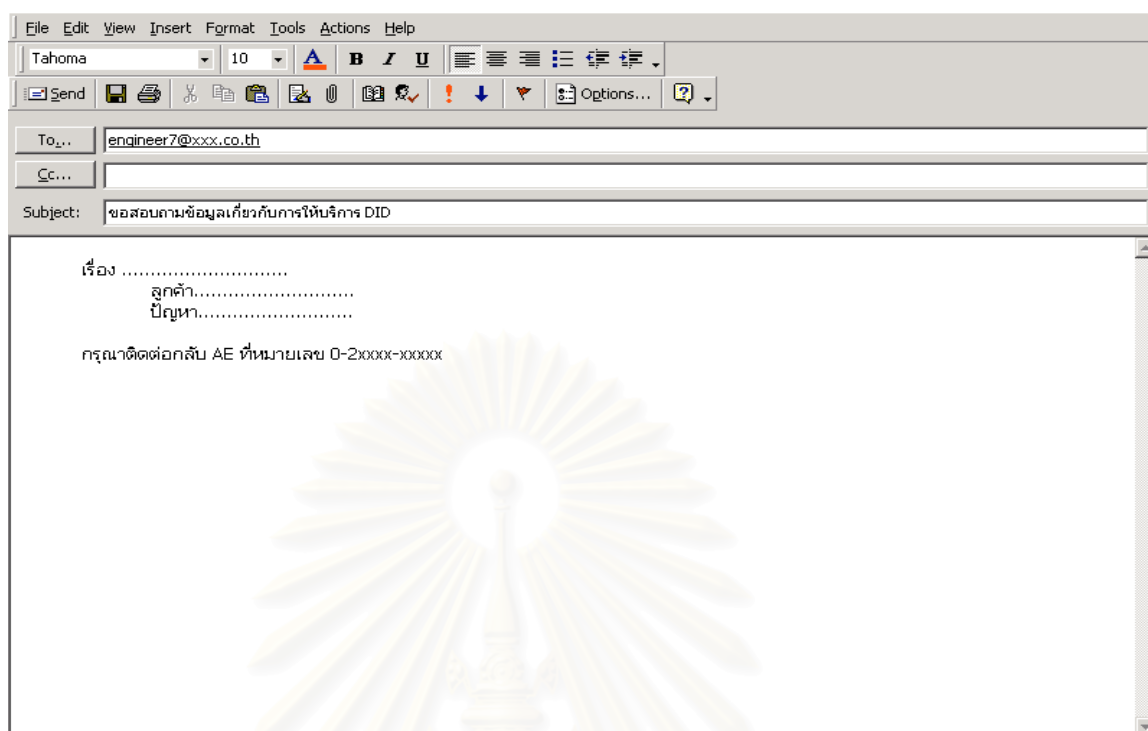 File Edit View Insert Format Tools Actions Help
Tahoma 10 A B I U
Send Options...
To... engineer7@xxx.co.th
Cc...
Subject: ขอสอบถามข้อมูลเกี่ยวกับการให้บริการ DID
เรื่อง .............................
ลูกค้า............................
ปัญหา...........................
กรุณาติดต่อกลับ AE ที่หมายเลข 0-2xxxx-xxxxx